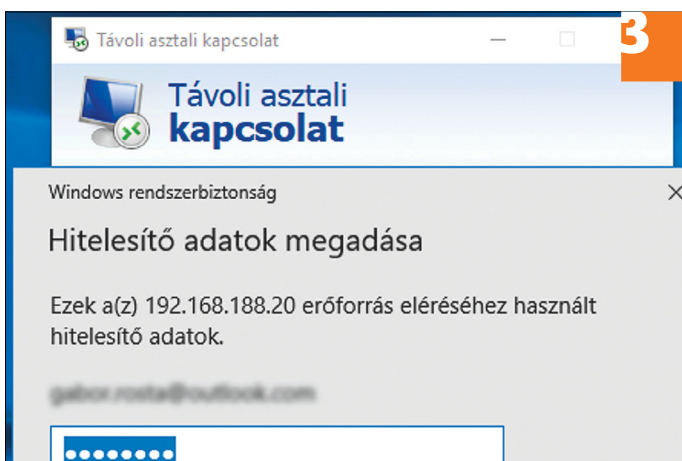 Távoli asztali kapcsolat
3
Távoli asztali
kapcsolat
Windows rendszerbiztonság
Hitelesítő adatok megadása
Ezek a(z) 192.168.188.20 erőforrás eléréséhez használt
hitelesítő adatok.